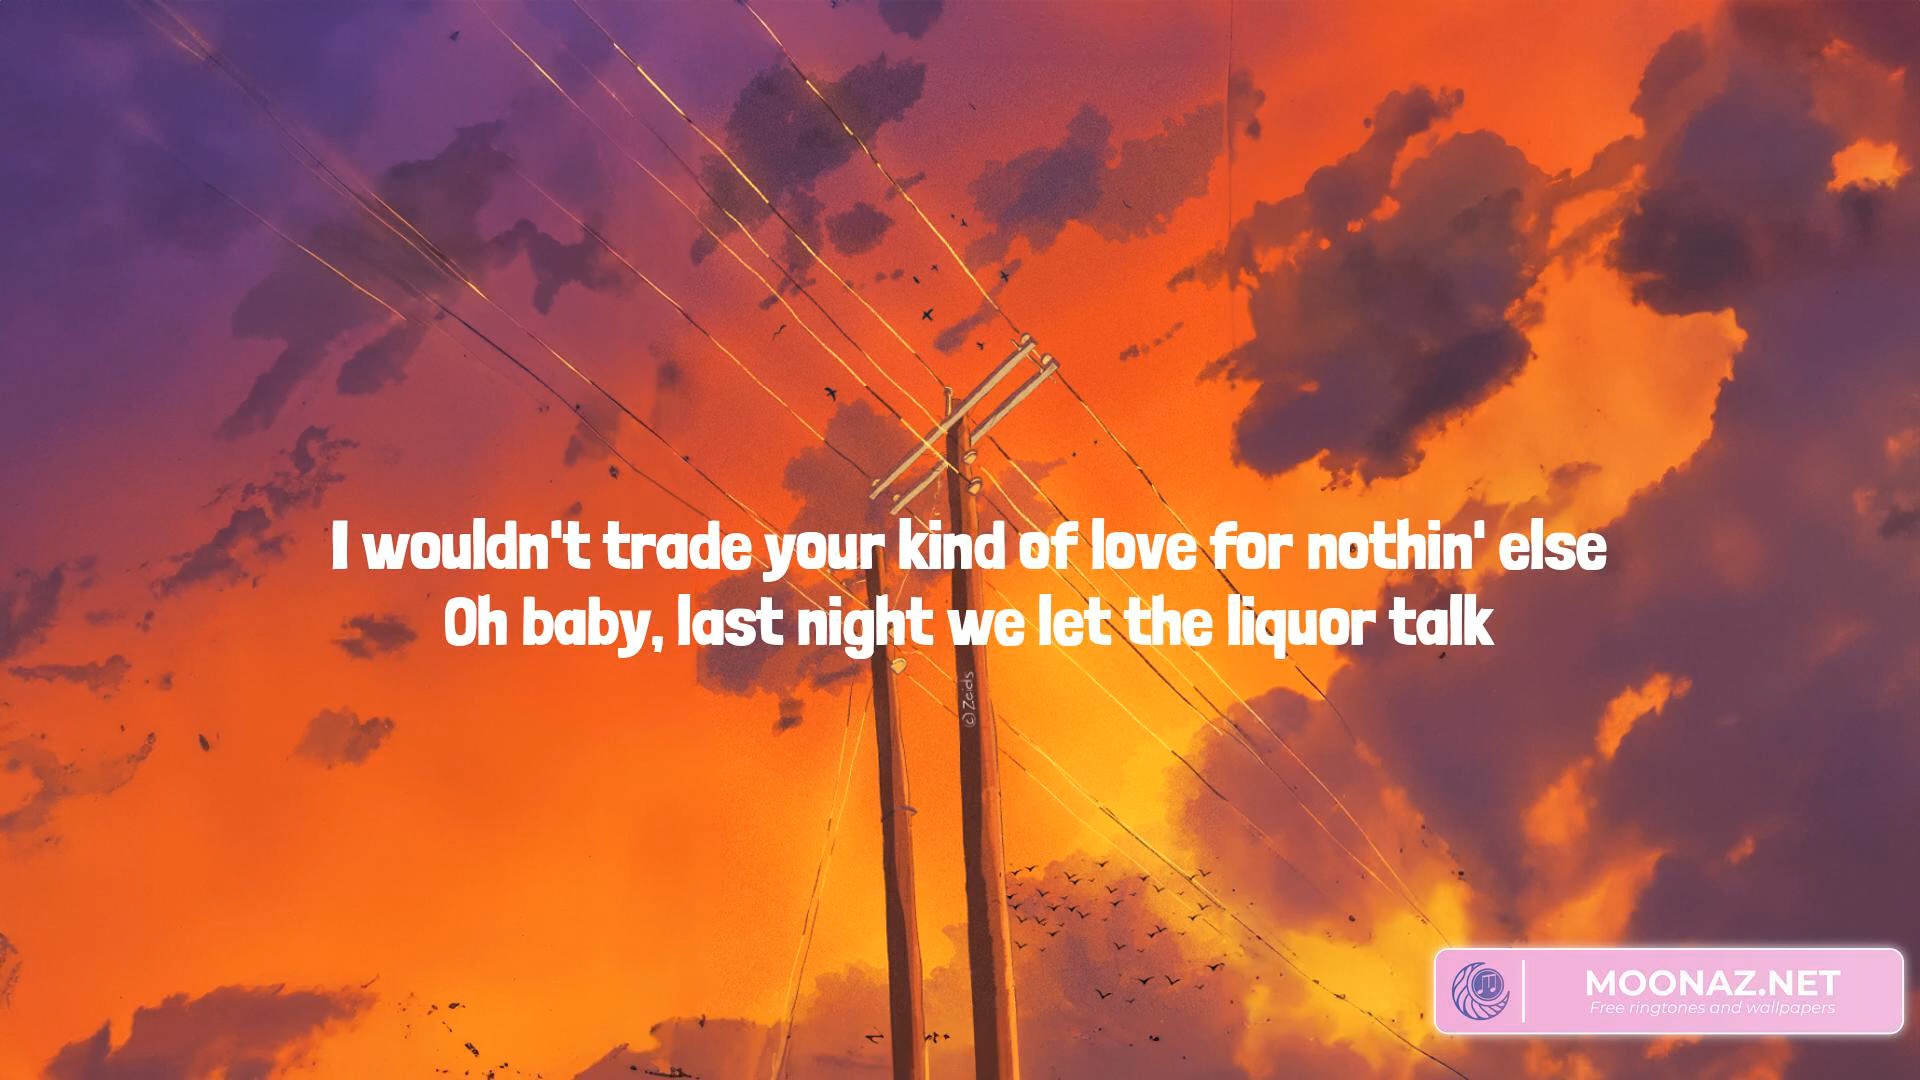 I wouldn't trade your kind of love for nothin' else
Oh baby, last night we let the liquor talk
© Zeids
MOONAZ.NET
Free ringtones and wallpapers